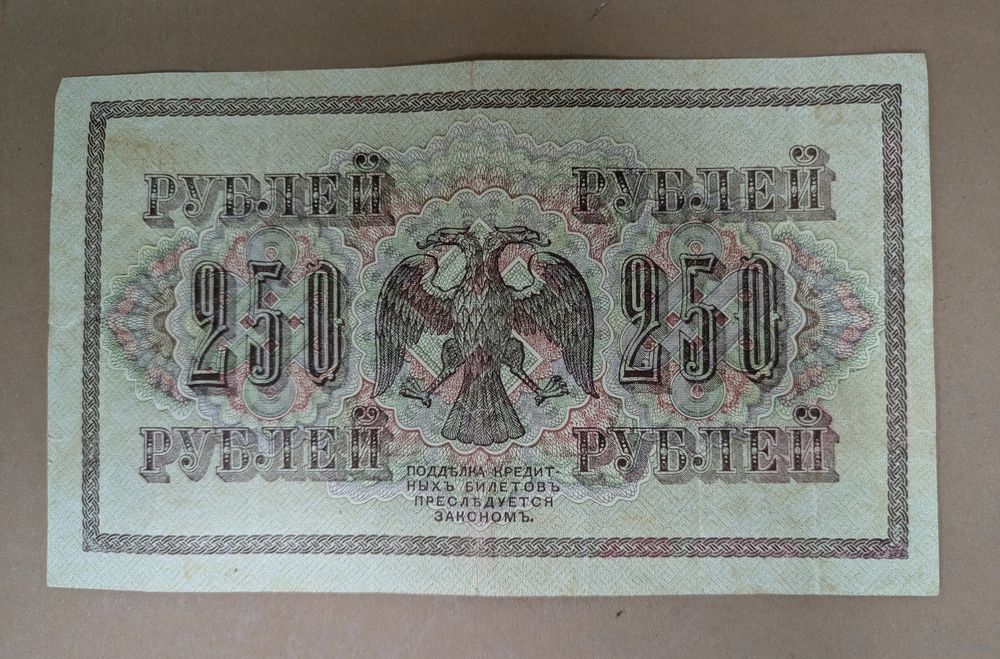 РУБЛЕЙ РУБЛЕЙ
250 250
РУБЛЕЙ РУБЛЕЙ
ПОДДѢЛКА КРЕДИТ-
НЫХЪ БИЛЕТОВЪ
ПРЕСЛѢДУЕТСЯ
ЗАКОНОМЪ.